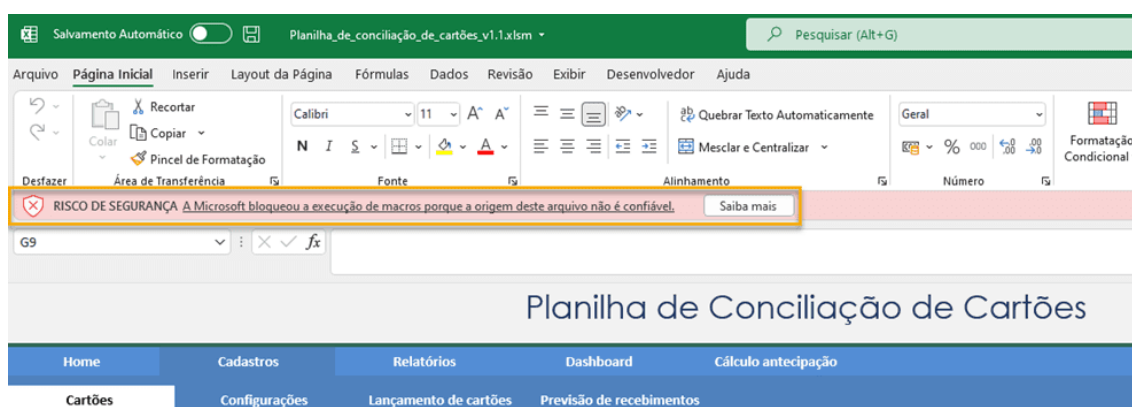 Salvamento Automático Planilha_de_conciliação_de_cartões_v1.1.xlsm Pesquisar (Alt+G)
Arquivo Página Inicial Inserir Layout da Página Fórmulas Dados Revisão Exibir Desenvolvedor Ajuda
Recortar
Calibri 11 A A
ab Quebrar Texto Automaticamente
Geral
Colar
Copiar
Pincel de Formatação
N I S A
Mesclar e Centralizar
% 000
Formatação
Condicional
Desfazer Área de Transferência Fonte Alinhamento Número
RISCO DE SEGURANÇA A Microsoft bloqueou a execução de macros porque a origem deste arquivo não é confiável. Saiba mais
G9 fx
Planilha de Conciliação de Cartões
Home Cadastros Relatórios Dashboard Cálculo antecipação
Cartões Configurações Lançamento de cartões Previsão de recebimentos